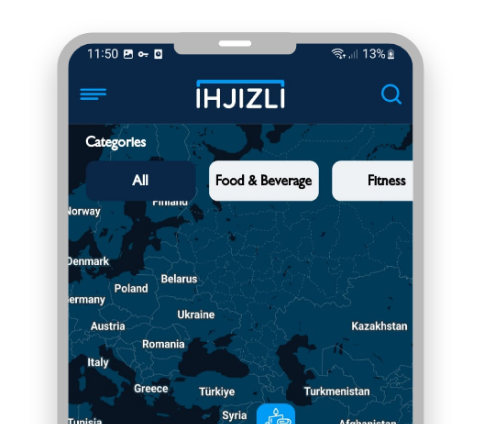 11:50 13%
IHJIZLI
Categories
All Food & Beverage Fitness
Norway Finland
Denmark
Belarus
Poland
Germany
Ukraine
Austria Kazakhstan
Romania
Italy
Greece Türkiye Turkmenistan
Syria
Tunisia Afghanistan